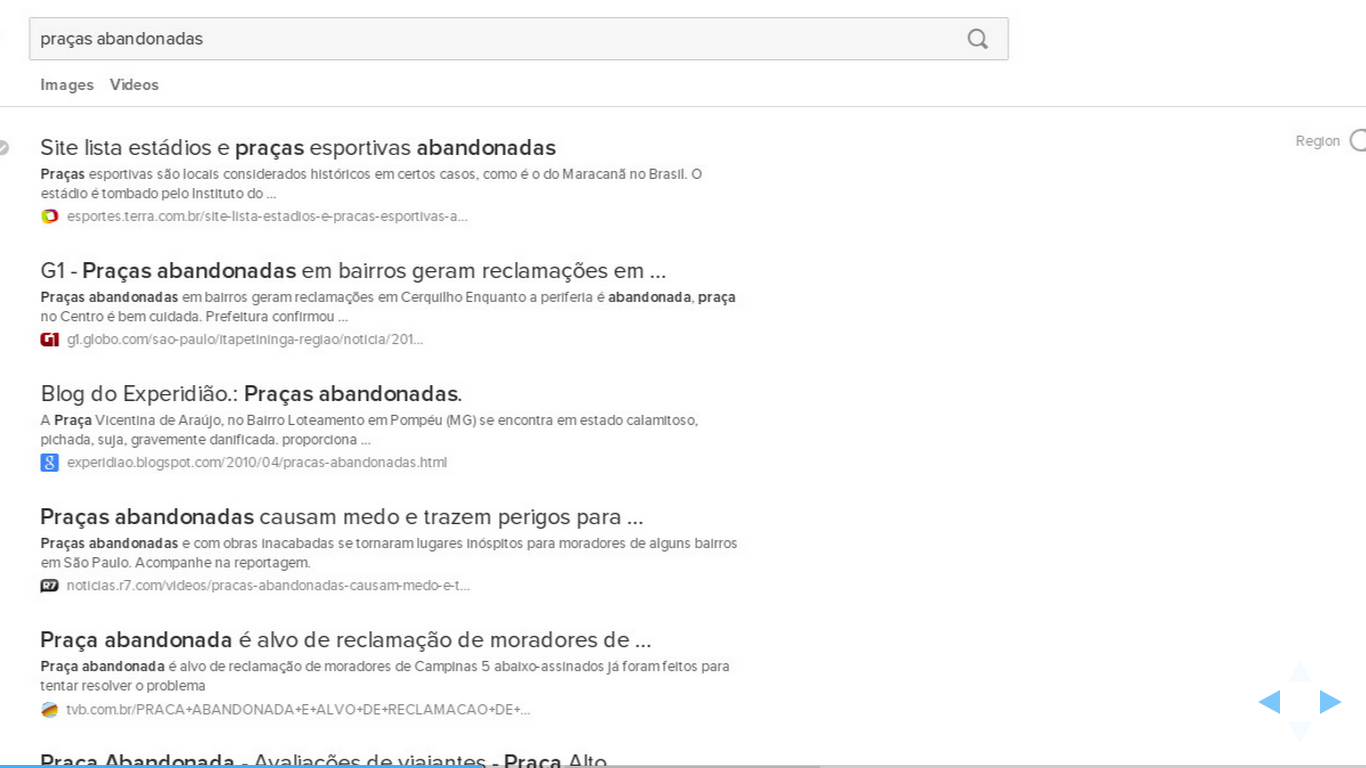 praças abandonadas
Images Videos
Region
Site lista estádios e praças esportivas abandonadas
Praças esportivas são locais considerados históricos em certos casos, como é o do Maracanã no Brasil. O
estádio é tombado pelo Instituto do ...
esportes.terra.com.br/site-lista-estadios-e-pracas-esportivas-a...
G1 - Praças abandonadas em bairros geram reclamações em ...
Praças abandonadas em bairros geram reclamações em Cerquilho Enquanto a periferia é abandonada, praça
no Centro é bem cuidada. Prefeitura confirmou ...
G1 g1.globo.com/sao-paulo/itapetininga-regiao/noticia/201...
Blog do Experidião.: Praças abandonadas.
A Praça Vicentina de Araújo, no Bairro Loteamento em Pompéu (MG) se encontra em estado calamitoso,
pichada, suja, gravemente danificada. proporciona ...
g experidiao.blogspot.com/2010/04/pracas-abandonadas.html
Praças abandonadas causam medo e trazem perigos para ...
Praças abandonadas e com obras inacabadas se tornaram lugares inóspitos para moradores de alguns bairros
em São Paulo. Acompanhe na reportagem.
R7 noticias.r7.com/videos/pracas-abandonadas-causam-medo-e-t...
Praça abandonada é alvo de reclamação de moradores de ...
Praça abandonada é alvo de reclamação de moradores de Campinas 5 abaixo-assinados já foram feitos para
tentar resolver o problema
tvb.com.br/PRACA+ABANDONADA+E+ALVO+DE+RECLAMACAO+DE+...
Praça Abandonada - Avaliações de viajantes - Praça Alto